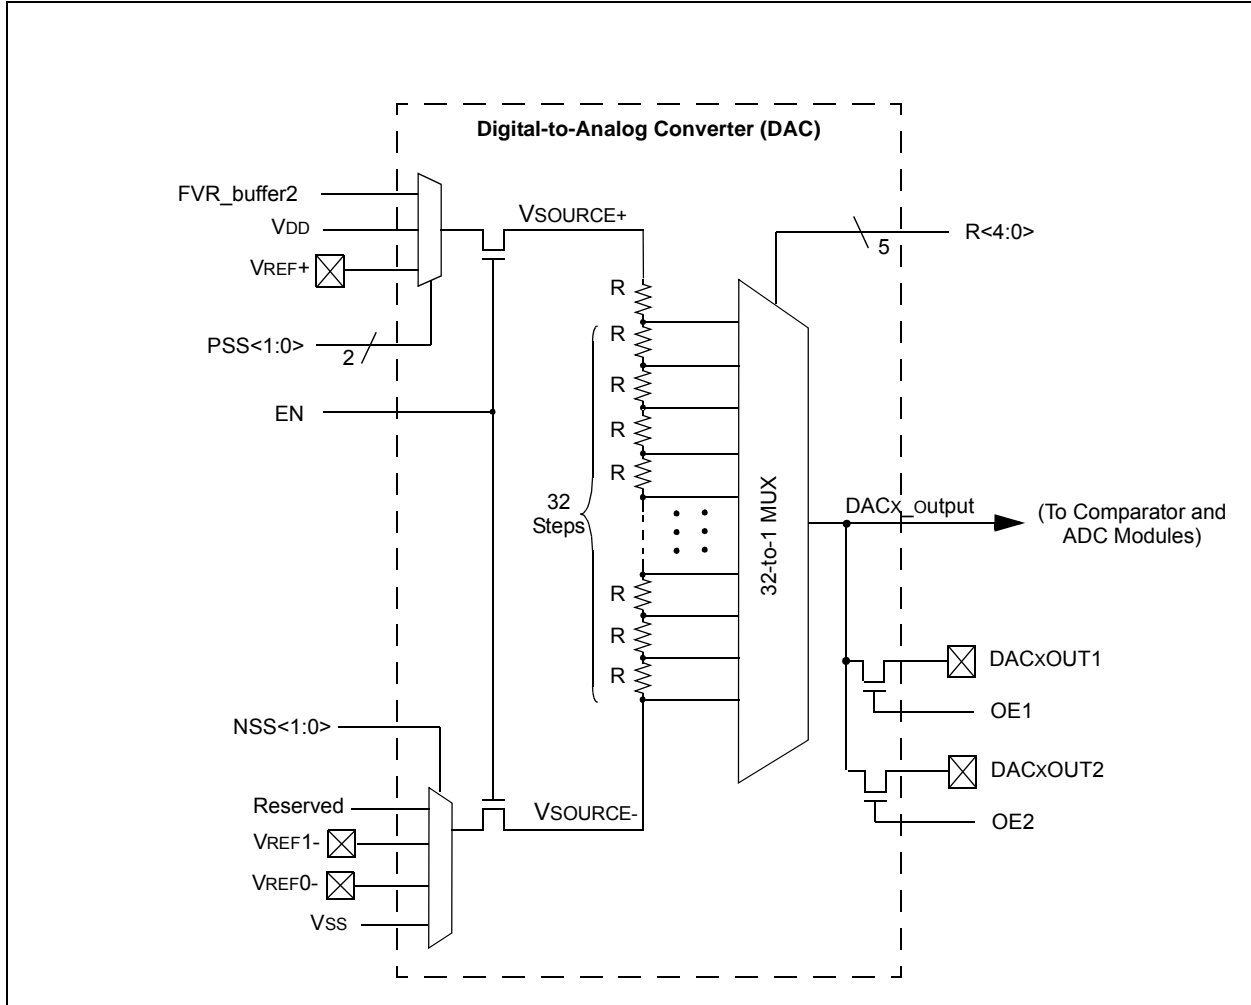 Digital-to-Analog Converter (DAC)
FVR_buffer2
VDD
VREF+
PSS<1:0>
2
EN
VSOURCE+
R<4:0>
5
R
R
R
R
R
32
Steps
R
R
R
32-to-1 MUX
DACx_output
(To Comparator and
ADC Modules)
DACxOUT1
OE1
DACxOUT2
OE2
NSS<1:0>
Reserved
VREF1-
VREF0-
VSS
VSOURCE-